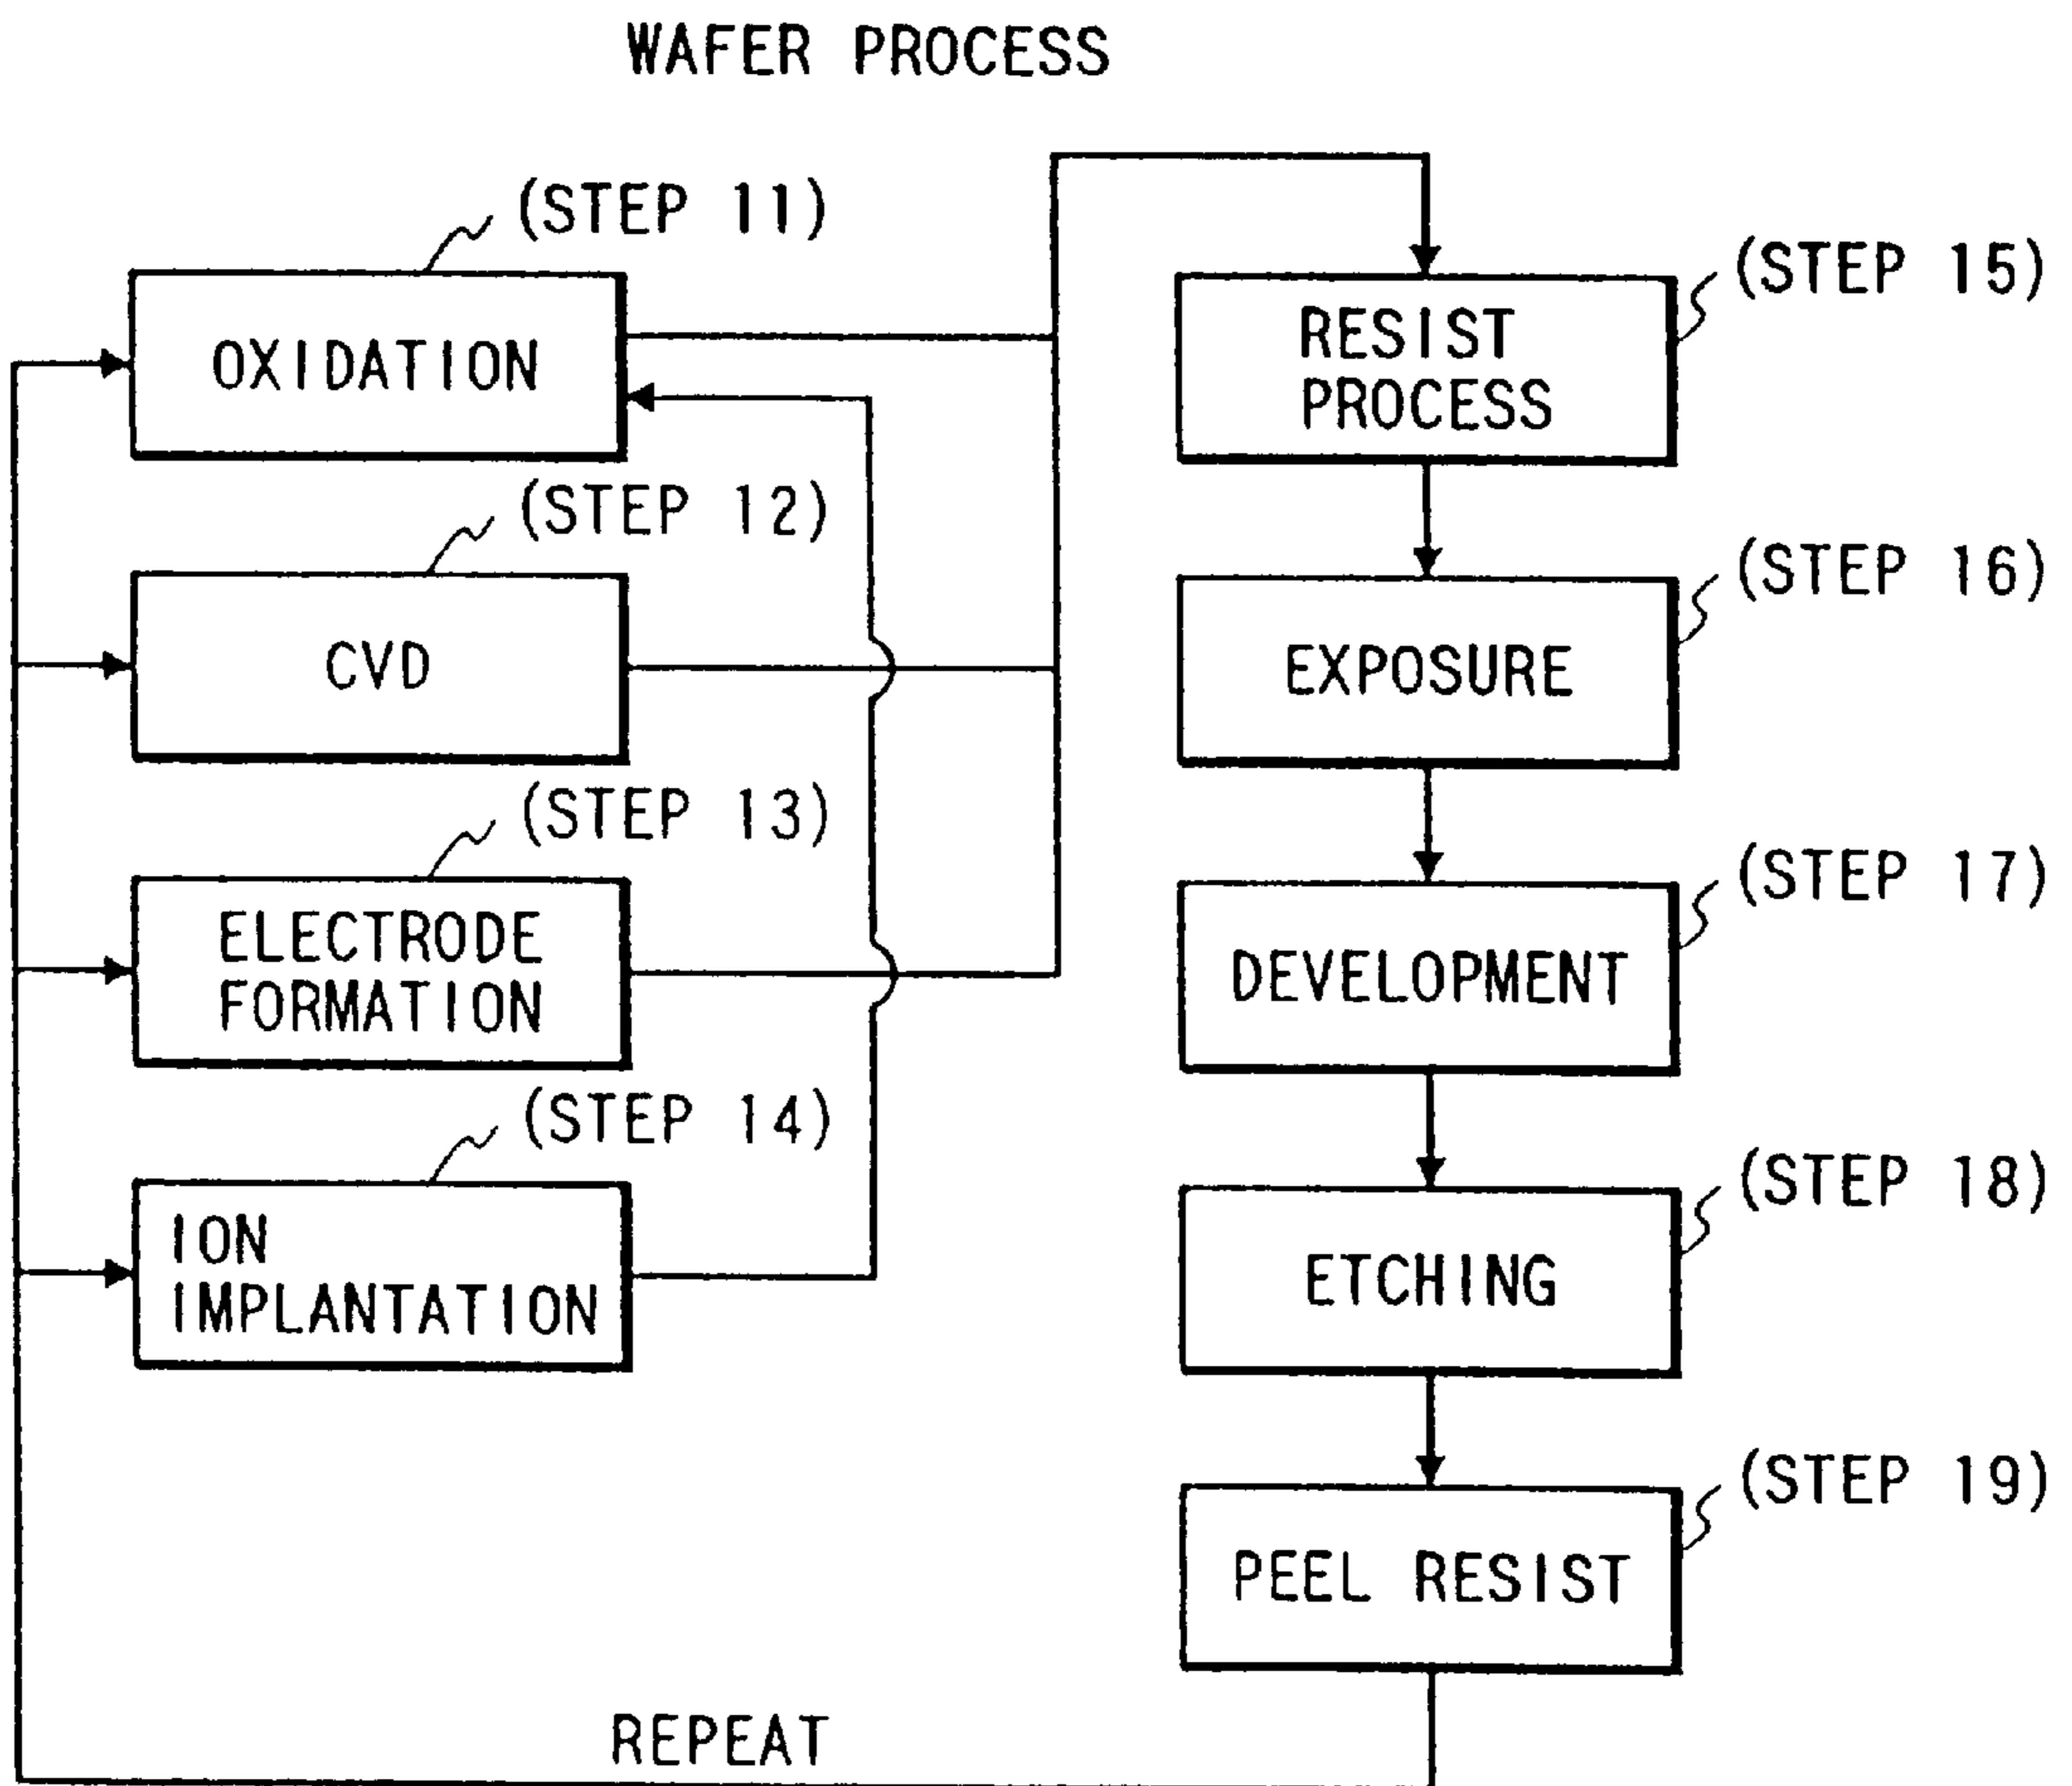 WAFER PROCESS
(STEP 11)
OXIDATION
(STEP 12)
CVD
(STEP 13)
ELECTRODE
FORMATION
(STEP 14)
ION
IMPLANTATION
(STEP 15)
RESIST
PROCESS
(STEP 16)
EXPOSURE
(STEP 17)
DEVELOPMENT
(STEP 18)
ETCHING
(STEP 19)
PEEL RESIST
REPEAT